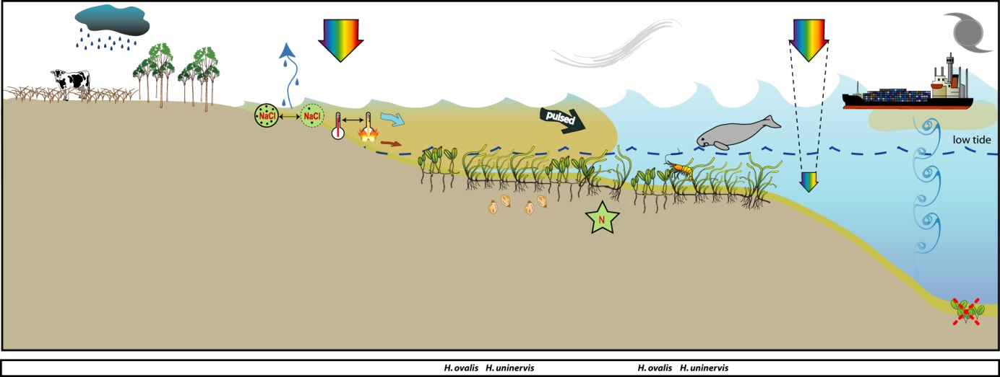 NaCl
NaCl
pulsed
low tide
N
H. ovalis H. uninervis
H. ovalis H. uninervis